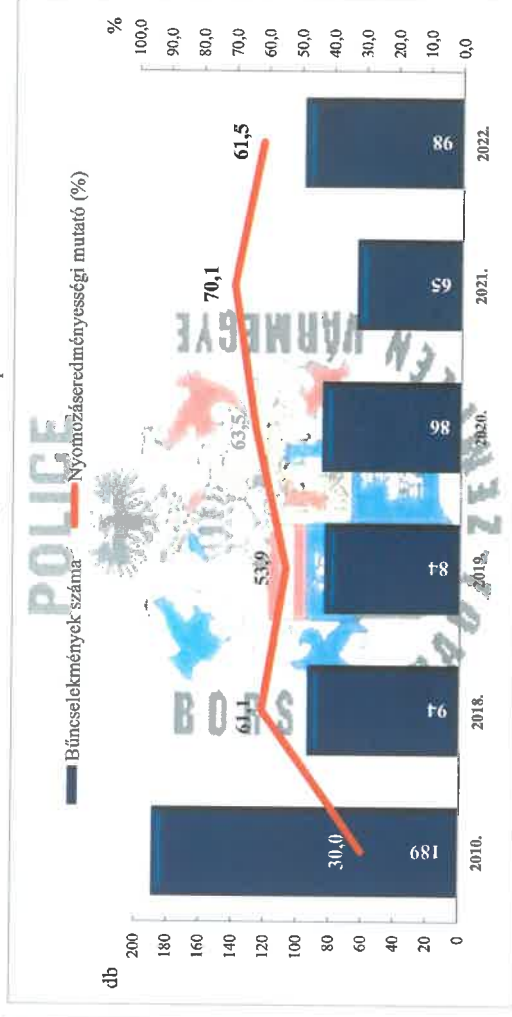 POLICE
Bűncselekmények száma Nyomozáseredményességi mutató (%)
db %
200 180 160 140 120 100 80 60 40 20 0
100,0 90,0 80,0 70,0 60,0 50,0 40,0 30,0 20,0 10,0 0,0
30,0 61,1 53,9 63,5 70,1 61,5
189 94 84 86 65 98
2010. 2018. 2019. 2020. 2021. 2022.
VÁRMEGYE